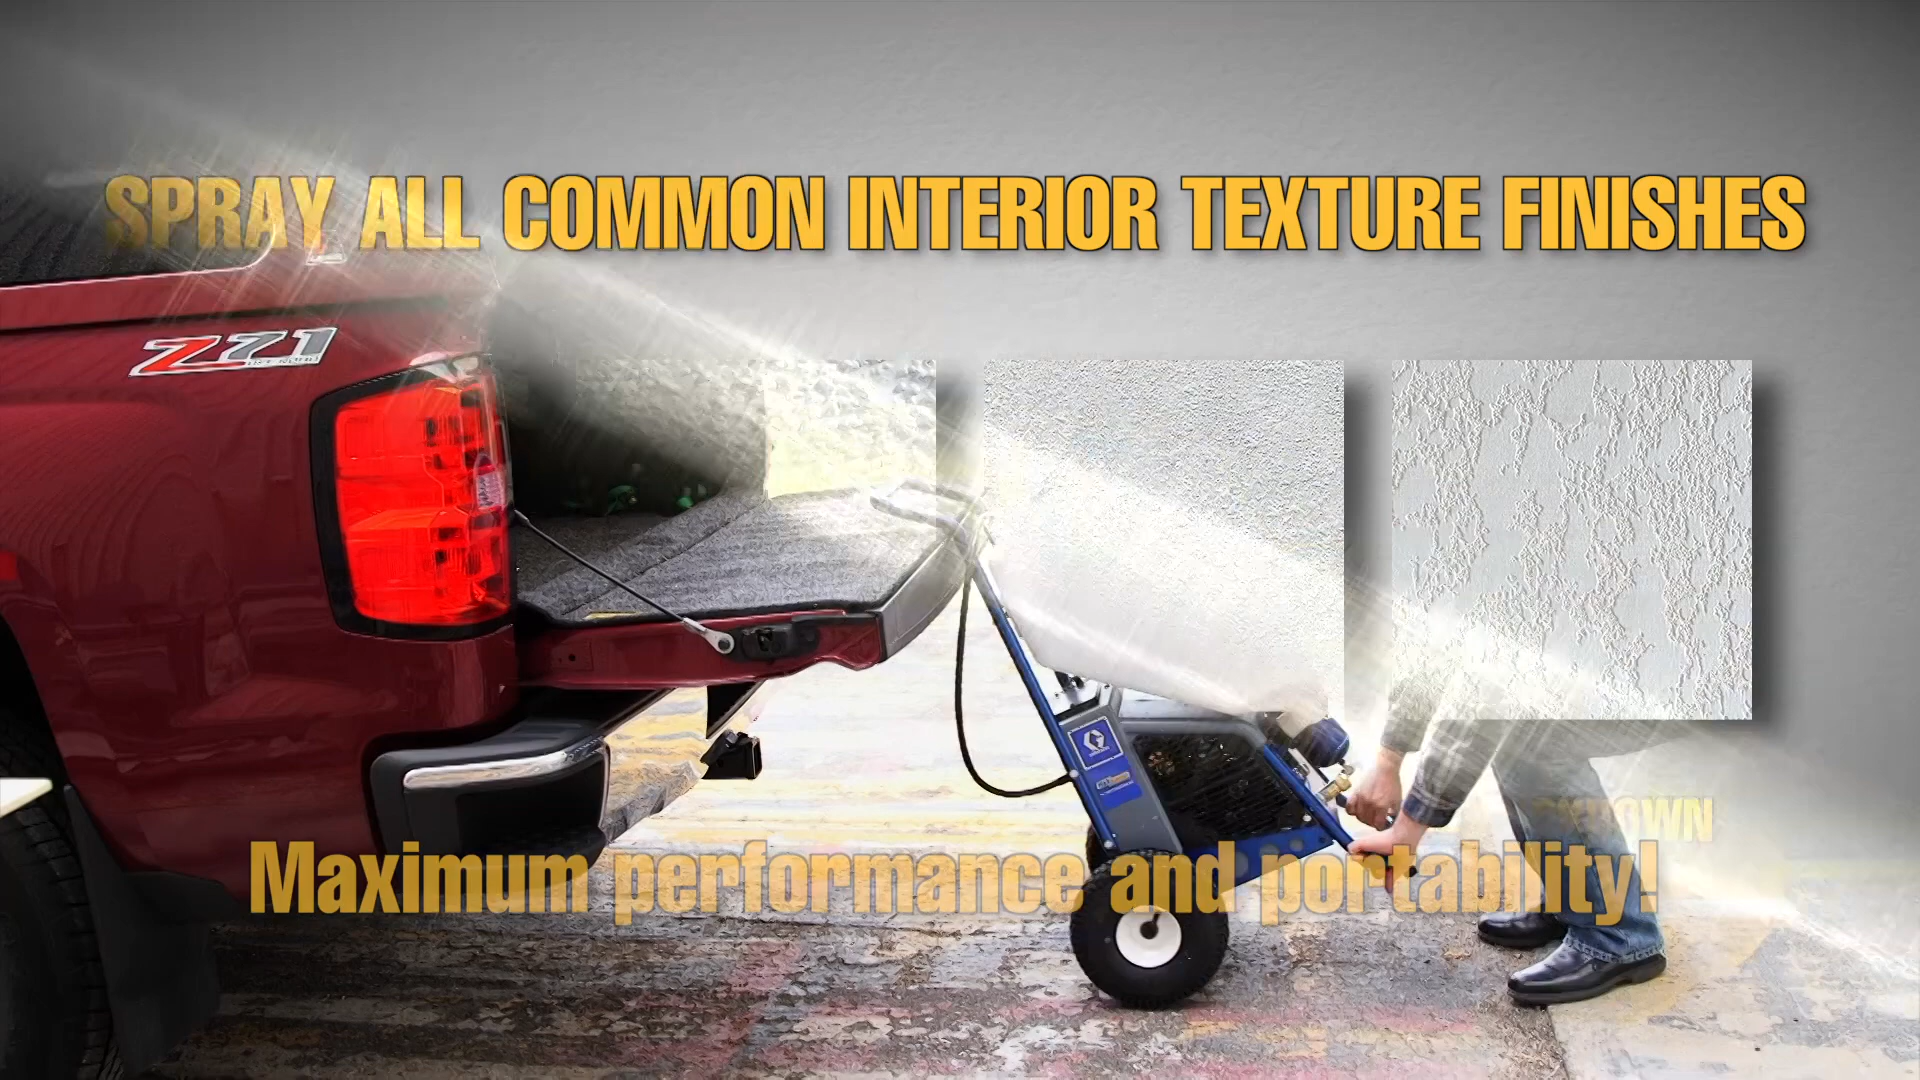 SPRAY ALL COMMON INTERIOR TEXTURE FINISHES
Z71
Maximum performance and portability!